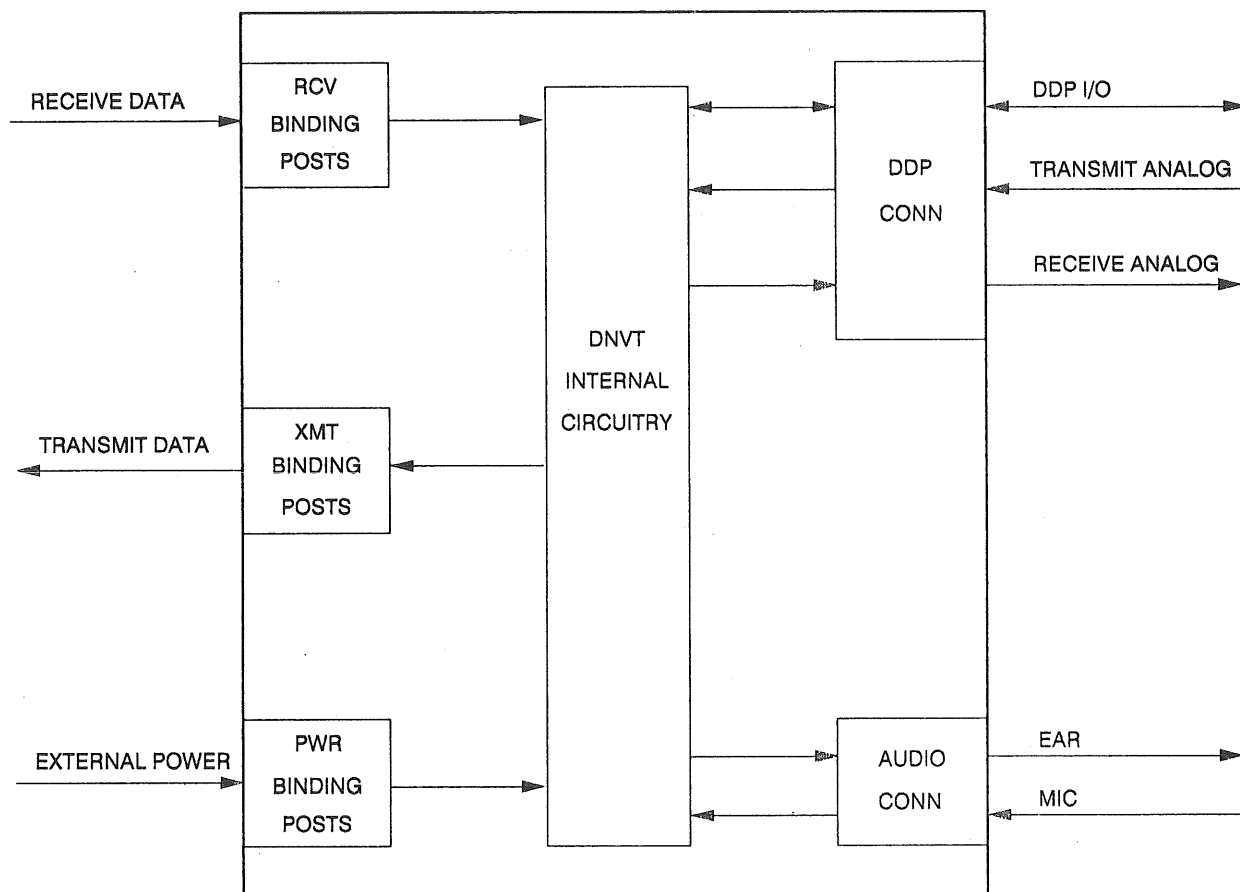 RECEIVE DATA
RCV
BINDING
POSTS
TRANSMIT DATA
XMT
BINDING
POSTS
EXTERNAL POWER
PWR
BINDING
POSTS
DNVT
INTERNAL
CIRCUITRY
DDP
CONN
DDP I/O
TRANSMIT ANALOG
RECEIVE ANALOG
AUDIO
CONN
EAR
MIC